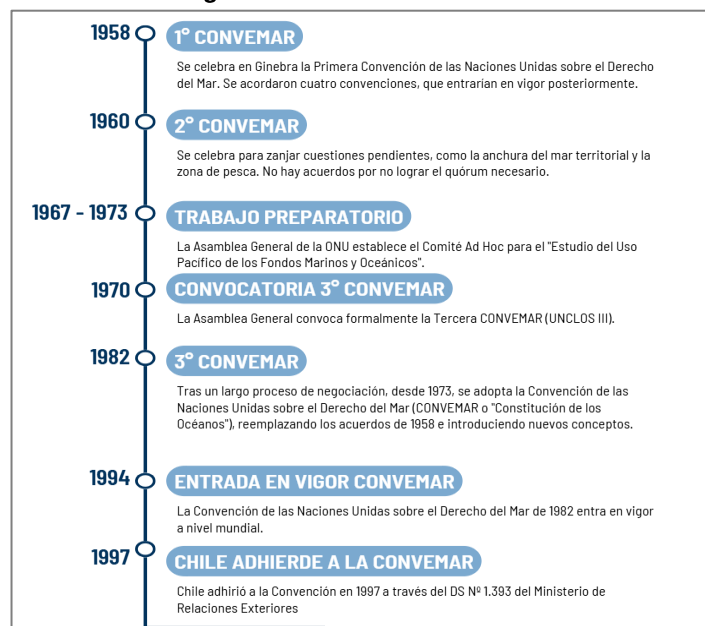 1958
1° CONVEMAR
Se celebra en Ginebra la Primera Convención de las Naciones Unidas sobre el Derecho
del Mar. Se acordaron cuatro convenciones, que entrarían en vigor posteriormente.
1960
2° CONVEMAR
Se celebra para zanjar cuestiones pendientes, como la anchura del mar territorial y la
zona de pesca. No hay acuerdos por no lograr el quórum necesario.
1967 - 1973
TRABAJO PREPARATORIO
La Asamblea General de la ONU establece el Comité Ad Hoc para el "Estudio del Uso
Pacífico de los Fondos Marinos y Oceánicos".
1970
CONVOCATORIA 3° CONVEMAR
La Asamblea General convoca formalmente la Tercera CONVEMAR (UNCLOS III).
1982
3° CONVEMAR
Tras un largo proceso de negociación, desde 1973, se adopta la Convención de las
Naciones Unidas sobre el Derecho del Mar (CONVEMAR o "Constitución de los
Océanos"), reemplazando los acuerdos de 1958 e introduciendo nuevos conceptos.
1994
ENTRADA EN VIGOR CONVEMAR
La Convención de las Naciones Unidas sobre el Derecho del Mar de 1982 entra en vigor
a nivel mundial.
1997
CHILE ADHIERDE A LA CONVEMAR
Chile adhirió a la Convención en 1997 a través del DS Nº 1.393 del Ministerio de
Relaciones Exteriores